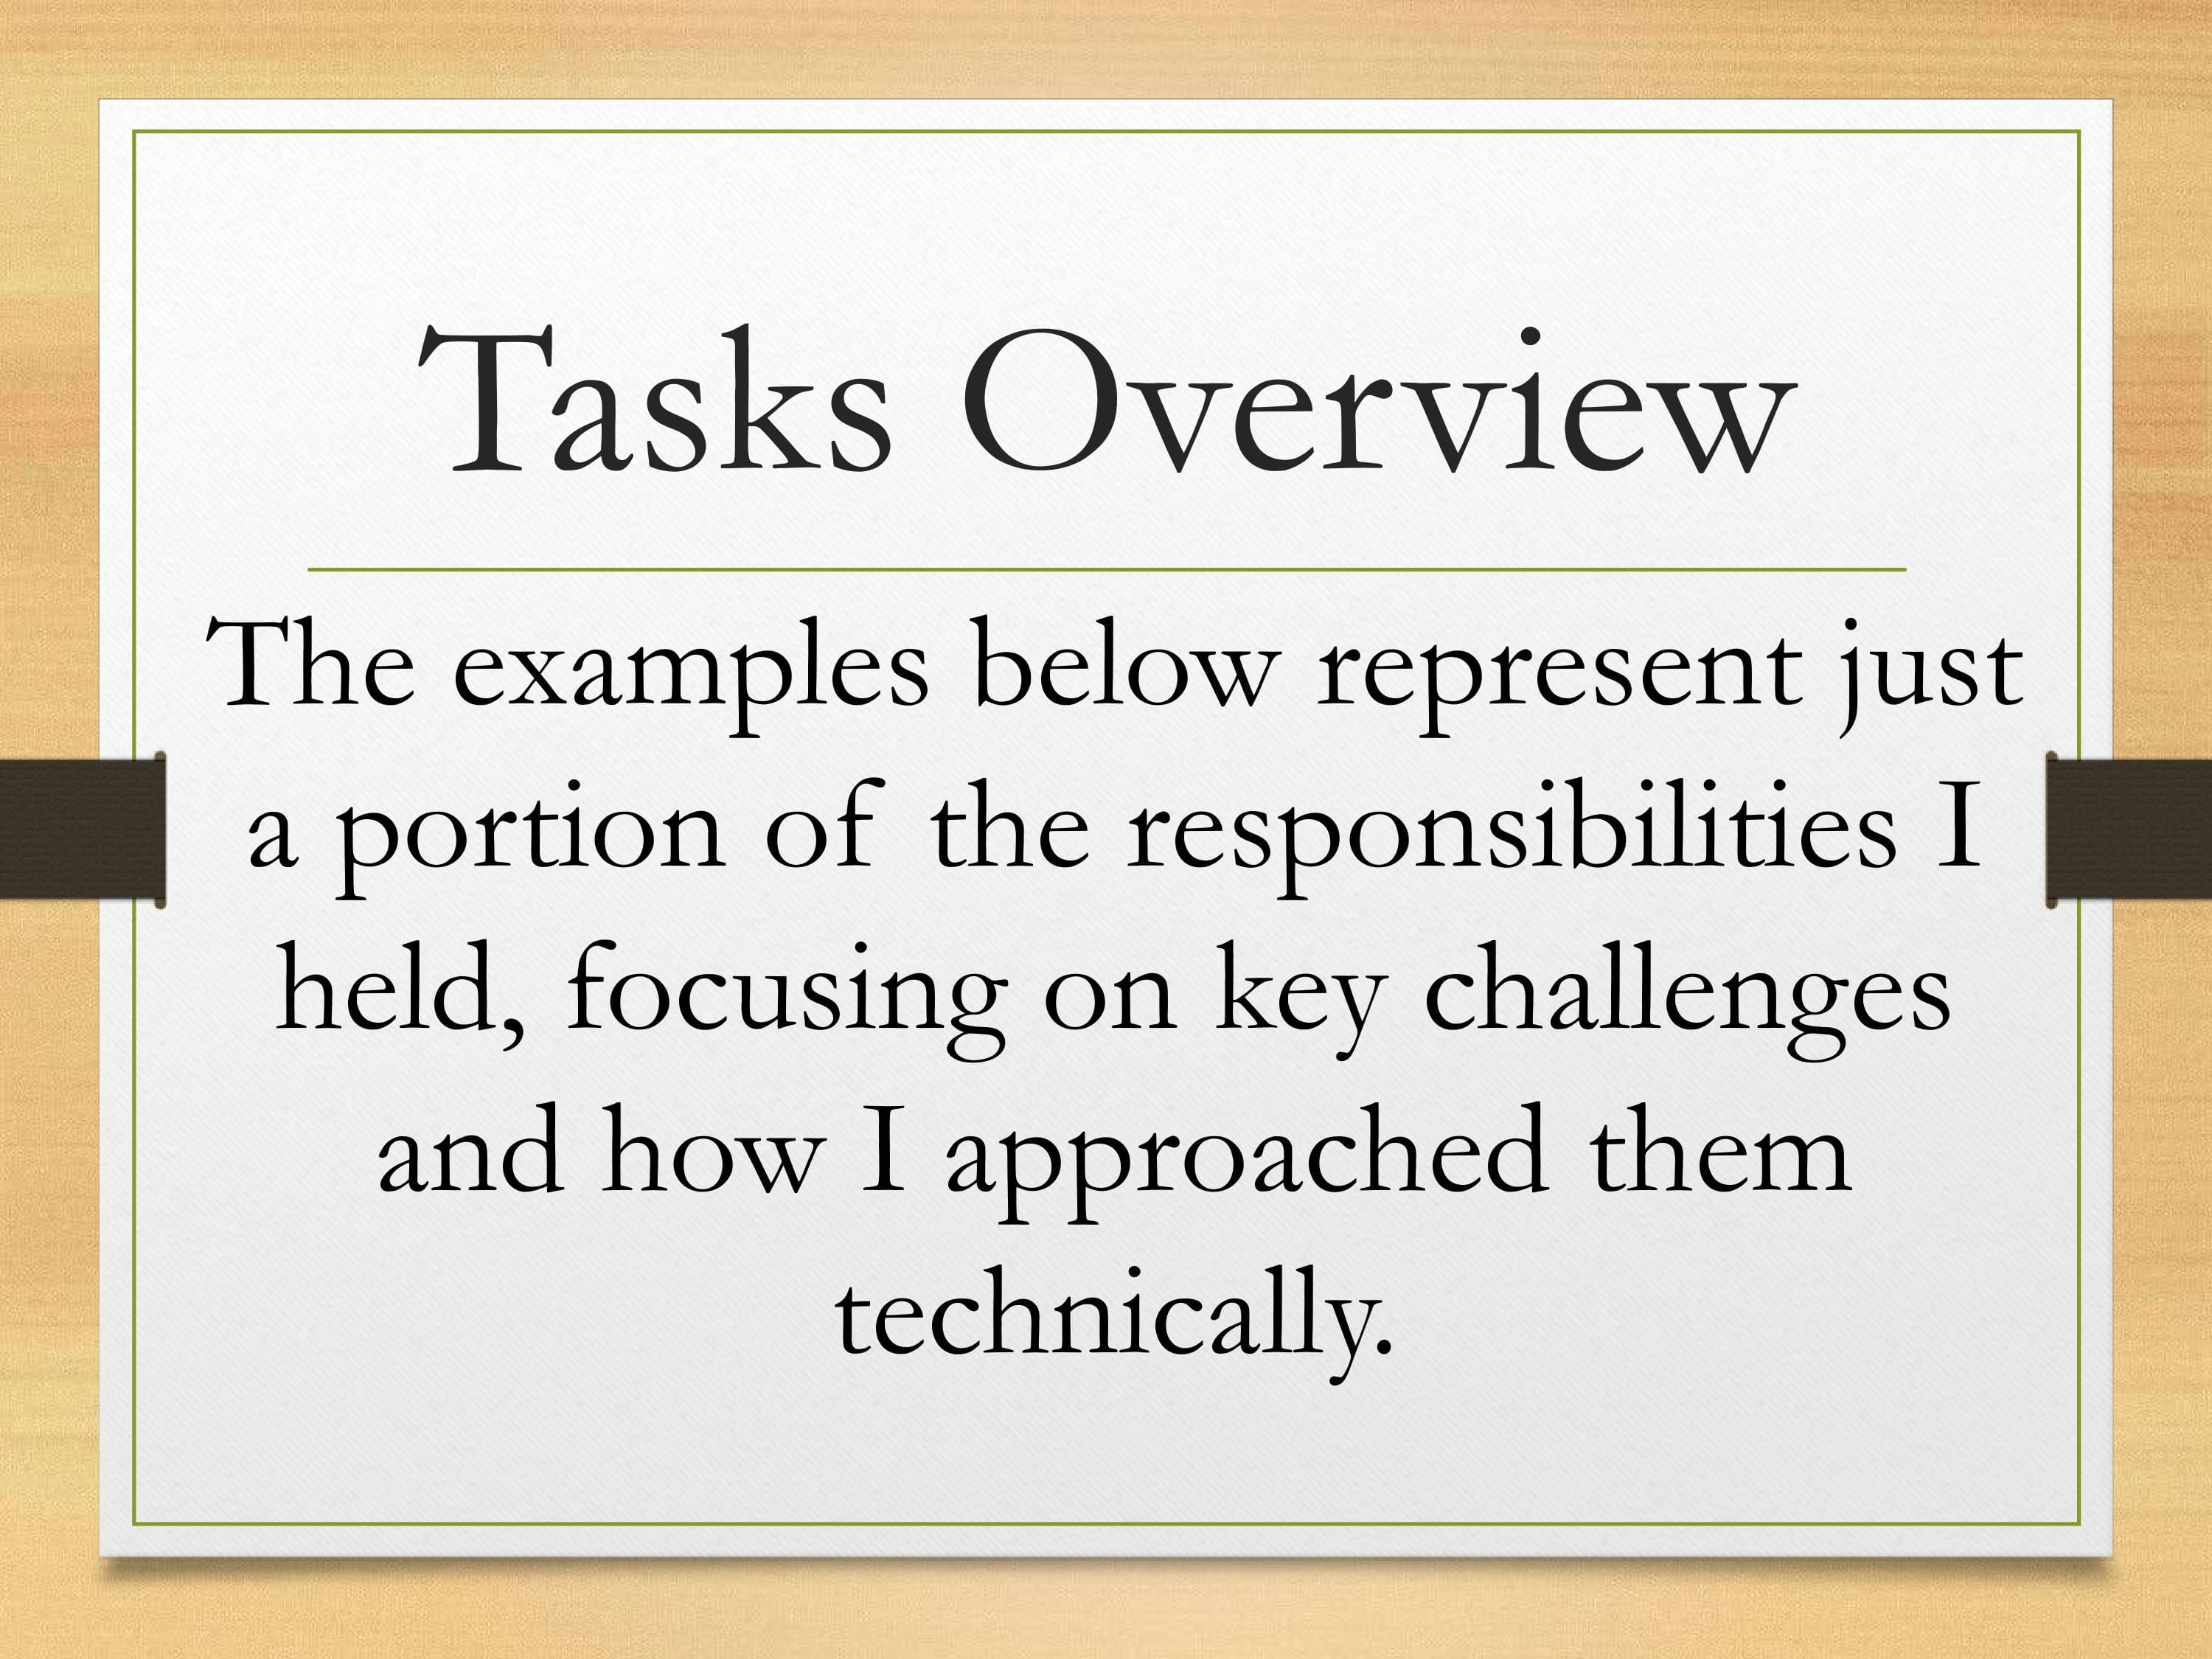 Tasks Overview
The examples below represent just
a portion of the responsibilities I
held, focusing on key challenges
and how I approached them
technically.